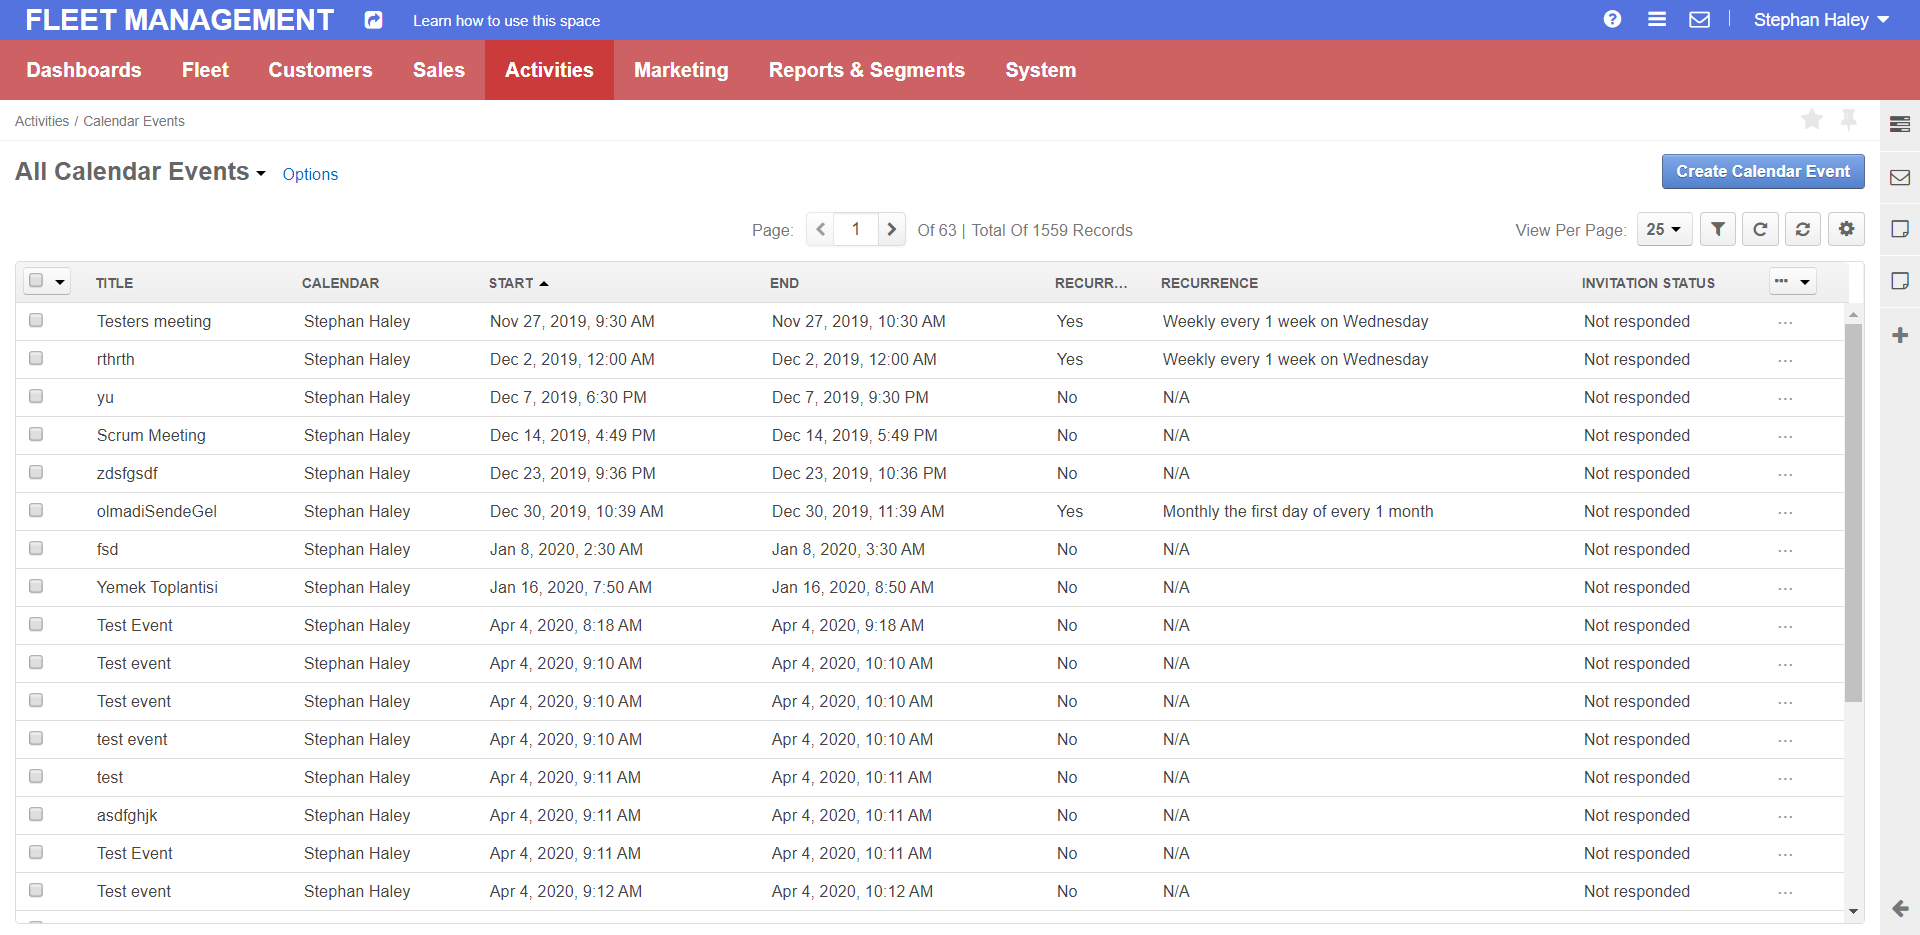 FLEET MANAGEMENT Learn how to use this space Stephan Haley
Dashboards Fleet Customers Sales Activities Marketing Reports & Segments System
Activities / Calendar Events
All Calendar Events Options Create Calendar Event
Page: 1 Of 63 | Total Of 1559 Records View Per Page: 25
TITLE CALENDAR START END RECURR... RECURRENCE INVITATION STATUS
Testers meeting Stephan Haley Nov 27, 2019, 9:30 AM Nov 27, 2019, 10:30 AM Yes Weekly every 1 week on Wednesday Not responded ...
rthrth Stephan Haley Dec 2, 2019, 12:00 AM Dec 2, 2019, 12:00 AM Yes Weekly every 1 week on Wednesday Not responded ...
yu Stephan Haley Dec 7, 2019, 6:30 PM Dec 7, 2019, 9:30 PM No N/A Not responded ...
Scrum Meeting Stephan Haley Dec 14, 2019, 4:49 PM Dec 14, 2019, 5:49 PM No N/A Not responded ...
zdsfgsdf Stephan Haley Dec 23, 2019, 9:36 PM Dec 23, 2019, 10:36 PM No N/A Not responded ...
olmadiSendeGel Stephan Haley Dec 30, 2019, 10:39 AM Dec 30, 2019, 11:39 AM Yes Monthly the first day of every 1 month Not responded ...
fsd Stephan Haley Jan 8, 2020, 2:30 AM Jan 8, 2020, 3:30 AM No N/A Not responded ...
Yemek Toplantisi Stephan Haley Jan 16, 2020, 7:50 AM Jan 16, 2020, 8:50 AM No N/A Not responded ...
Test Event Stephan Haley Apr 4, 2020, 8:18 AM Apr 4, 2020, 9:18 AM No N/A Not responded ...
Test event Stephan Haley Apr 4, 2020, 9:10 AM Apr 4, 2020, 10:10 AM No N/A Not responded ...
Test event Stephan Haley Apr 4, 2020, 9:10 AM Apr 4, 2020, 10:10 AM No N/A Not responded ...
test event Stephan Haley Apr 4, 2020, 9:10 AM Apr 4, 2020, 10:10 AM No N/A Not responded ...
test Stephan Haley Apr 4, 2020, 9:11 AM Apr 4, 2020, 10:11 AM No N/A Not responded ...
asdfghjk Stephan Haley Apr 4, 2020, 9:11 AM Apr 4, 2020, 10:11 AM No N/A Not responded ...
Test Event Stephan Haley Apr 4, 2020, 9:11 AM Apr 4, 2020, 10:11 AM No N/A Not responded ...
Test event Stephan Haley Apr 4, 2020, 9:12 AM Apr 4, 2020, 10:12 AM No N/A Not responded ...